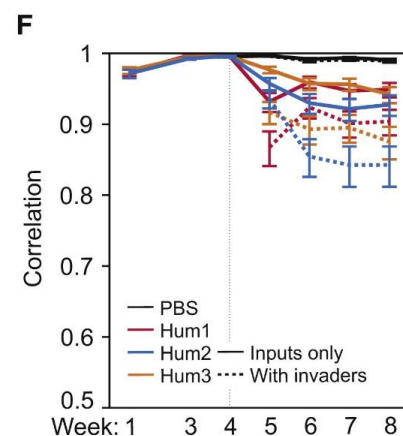 F
1
0.9
0.8
0.7
0.6
0.5
Correlation
PBS
Hum1
Hum2 Inputs only
Hum3 With invaders
Week: 1 3 4 5 6 7 8